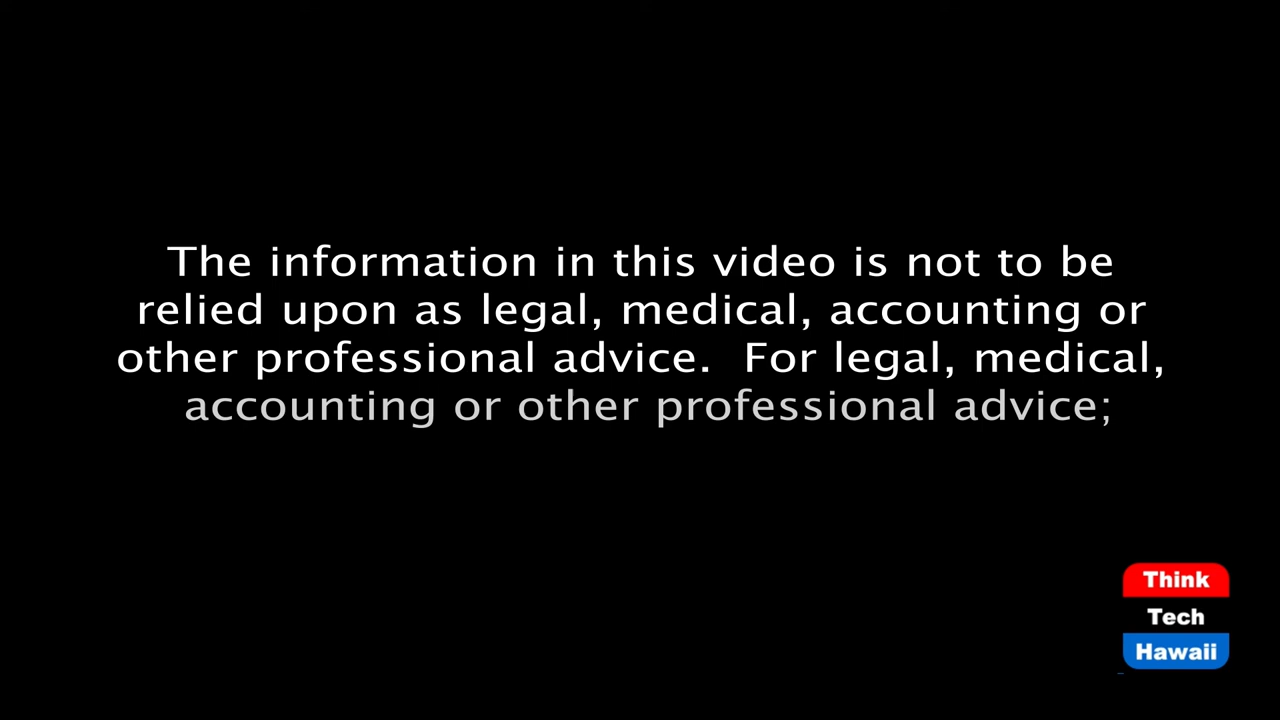 The information in this video is not to be
relied upon as legal, medical, accounting or
other professional advice.  For legal, medical,
accounting or other professional advice;
Think
Tech
Hawaii